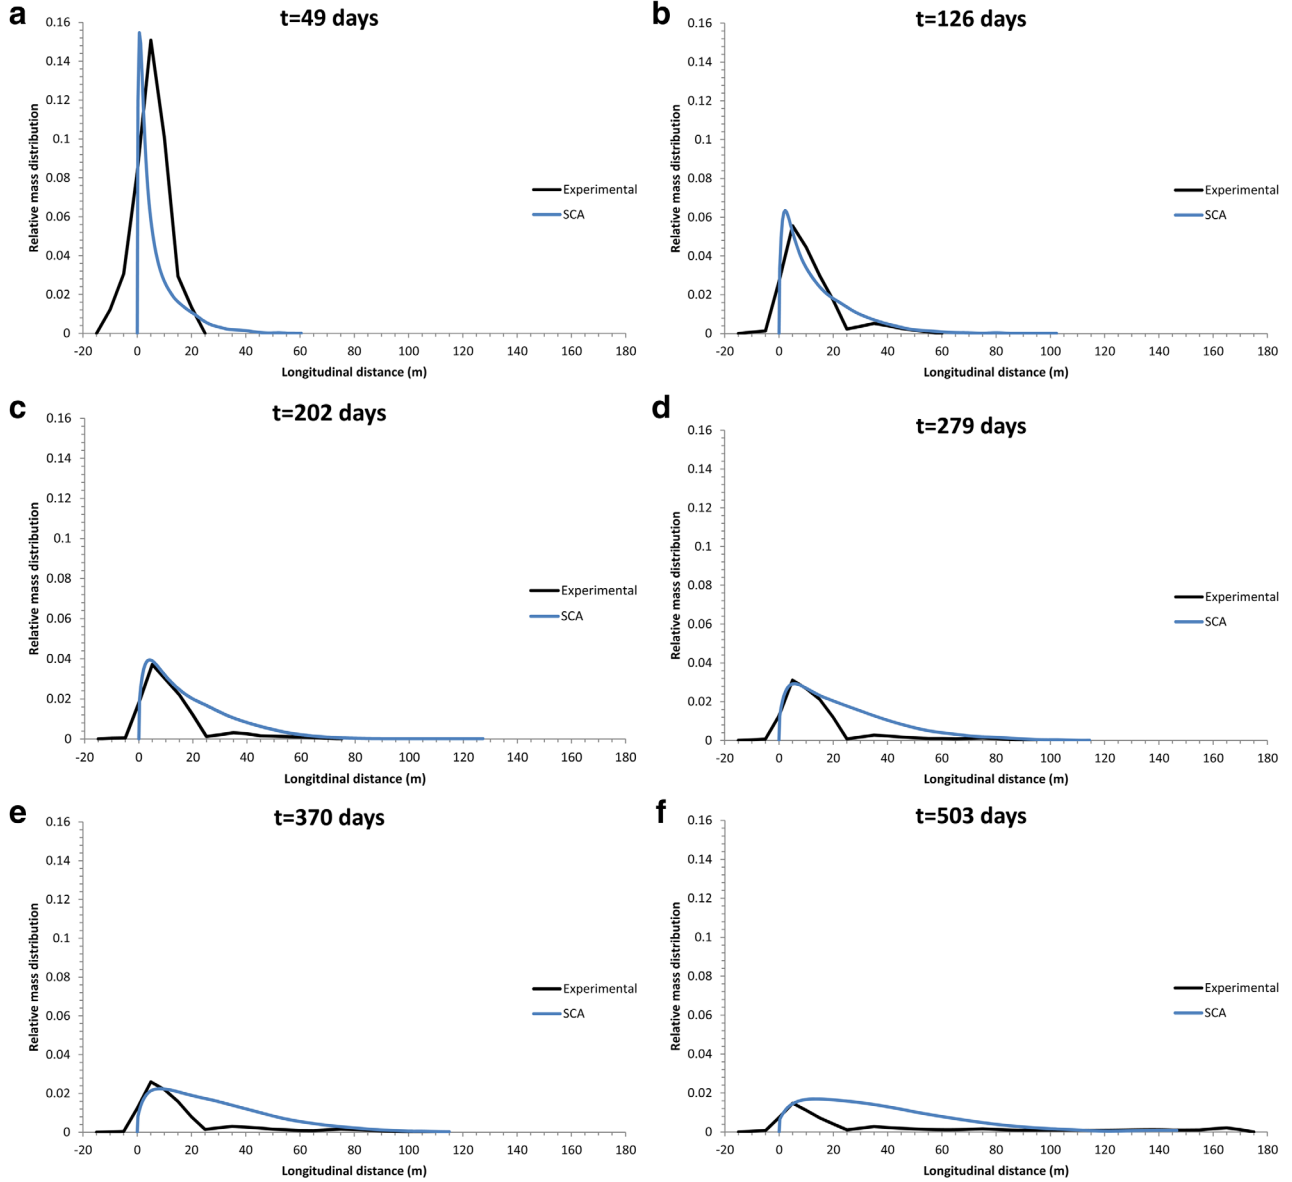 a
t=49 days
0.16
0.14
0.12
0.1
0.08
0.06
0.04
0.02
0
Relative mass distribution
-20 0 20 40 60 80 100 120 140 160 180
Longitudinal distance (m)
Experimental
SCA
b
t=126 days
0.16
0.14
0.12
0.1
0.08
0.06
0.04
0.02
0
Relative mass distribution
-20 0 20 40 60 80 100 120 140 160 180
Longitudinal distance (m)
Experimental
SCA
c
t=202 days
0.16
0.14
0.12
0.1
0.08
0.06
0.04
0.02
0
Relative mass distribution
-20 0 20 40 60 80 100 120 140 160 180
Longitdinal distance (m)
Experimental
SCA
d
t=279 days
0.16
0.14
0.12
0.1
0.08
0.06
0.04
0.02
0
Relative mass distribution
-20 0 20 40 60 80 100 120 140 160 180
Longitudinal distance (m)
Experimental
SCA
e
t=370 days
0.16
0.14
0.12
0.1
0.08
0.06
0.04
0.02
0
Relative mass distribution
-20 0 20 40 60 80 100 120 140 160 180
Longitudinal distance (m)
Experimental
SCA
f
t=503 days
0.16
0.14
0.12
0.1
0.08
0.06
0.04
0.02
0
Relative mass distribution
-20 0 20 40 60 80 100 120 140 160 180
Longitudinal distance (m)
Experimental
SCA